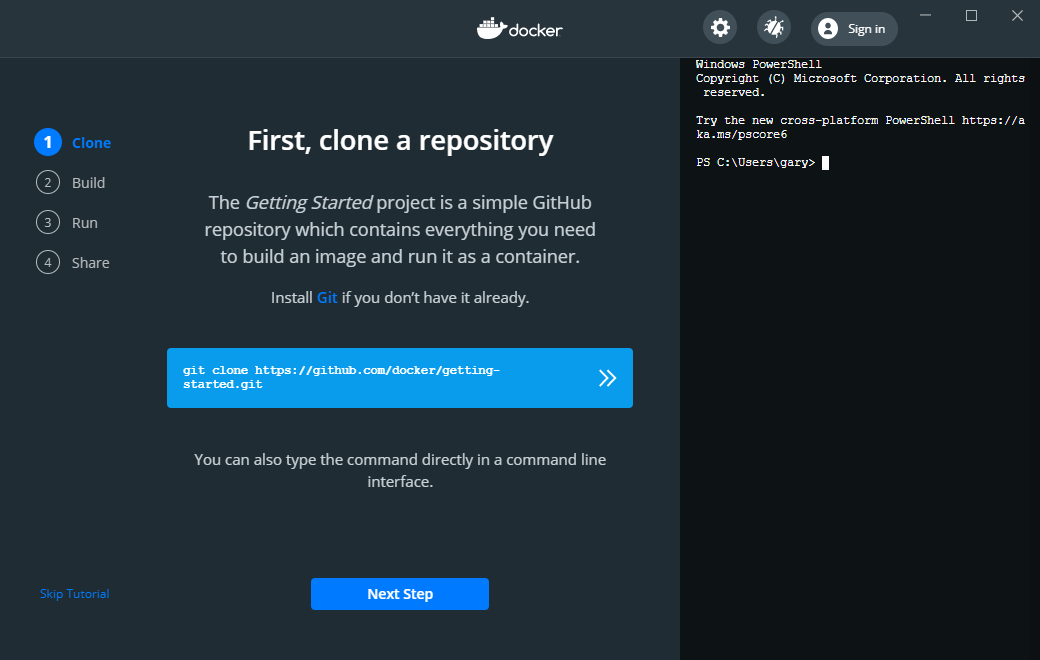 docker
Sign in
1 Clone
2 Build
3 Run
4 Share
First, clone a repository
The Getting Started project is a simple GitHub
repository which contains everything you need
to build an image and run it as a container.
Install Git if you don’t have it already.
git clone https://github.com/docker/getting-
started.git
You can also type the command directly in a command line
interface.
Skip Tutorial
Next Step
Windows PowerShell
Copyright (C) Microsoft Corporation. All rights
reserved.
Try the new cross-platform PowerShell https://a
ka.ms/pscore6
PS C:\Users\gary>